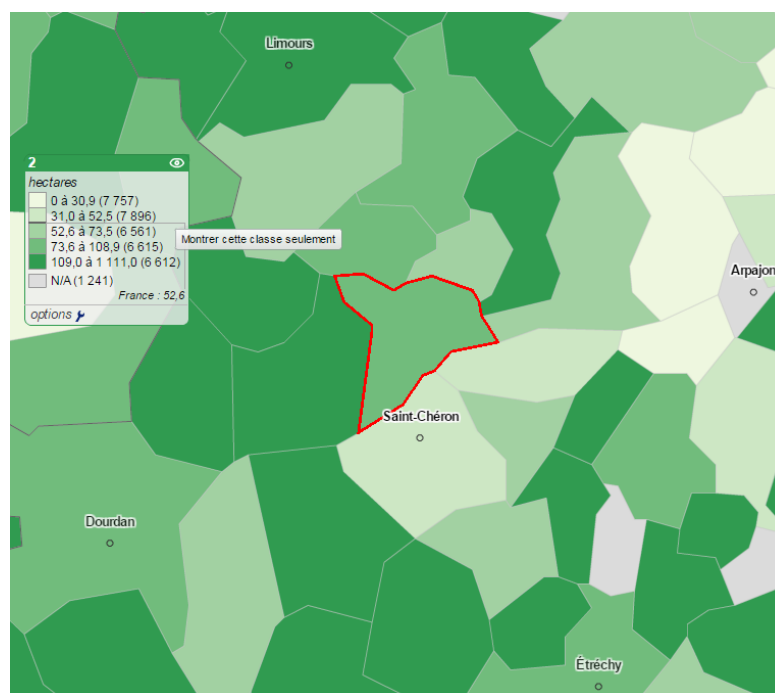 Limours
2
hectares
0 à 30,9 (7 757)
31,0 à 52,5 (7 896)
52,6 à 73,5 (6 561)
73,6 à 108,9 (6 615)
109,0 à 1 111,0 (6 612)
N/A (1 241)
France : 52,6
options
Montrer cette classe seulement
Arpajon
Saint-Chéron
Dourdan
Étréchy